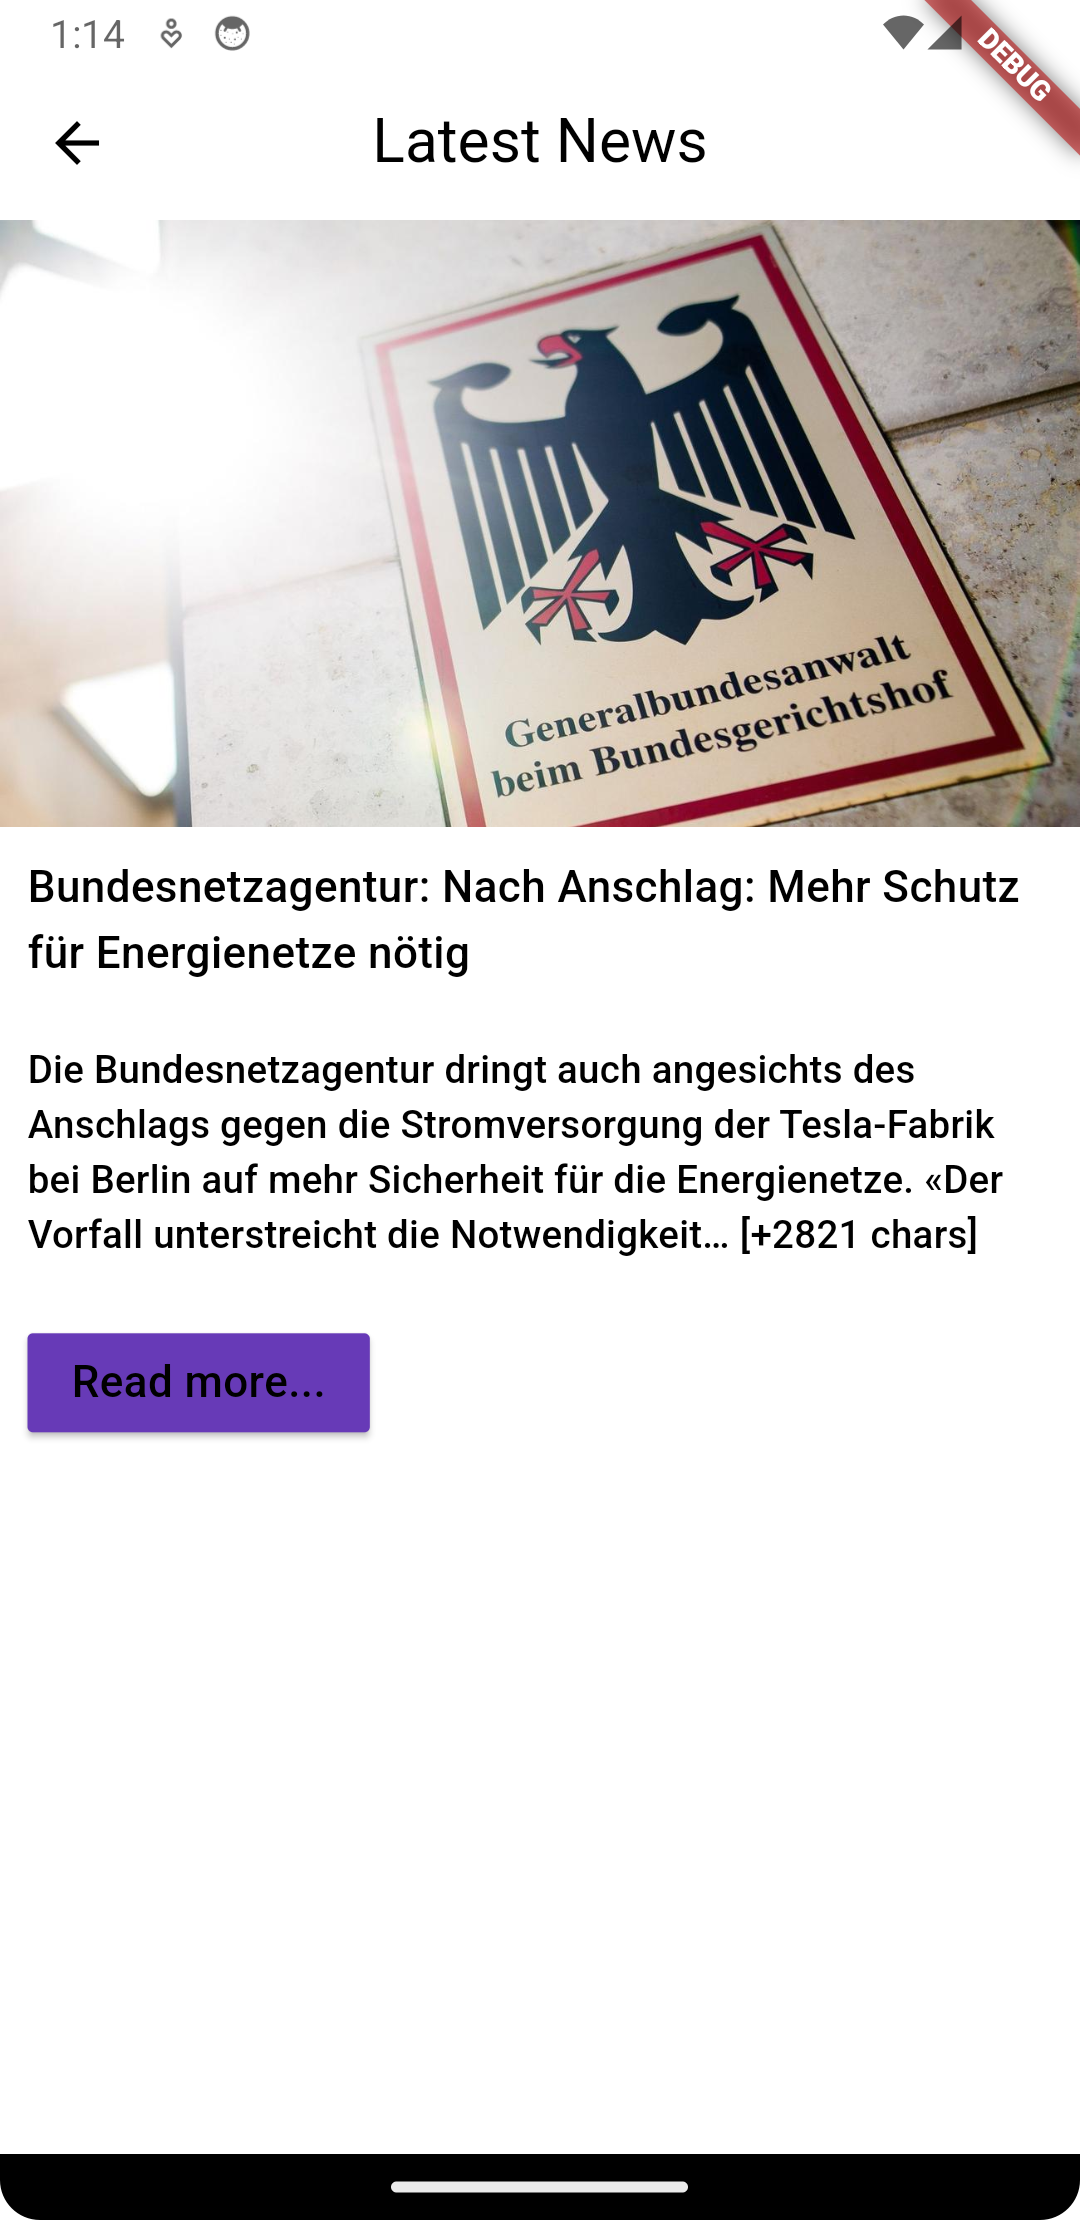 1:14
DEBUG
Latest News
Generalbundesanwalt
beim Bundesgerichtshof
Bundesnetzagentur: Nach Anschlag: Mehr Schutz
für Energienetze nötig
Die Bundesnetzagentur dringt auch angesichts des
Anschlags gegen die Stromversorgung der Tesla-Fabrik
bei Berlin auf mehr Sicherheit für die Energienetze. «Der
Vorfall unterstreicht die Notwendigkeit… [+2821 chars]
Read more...